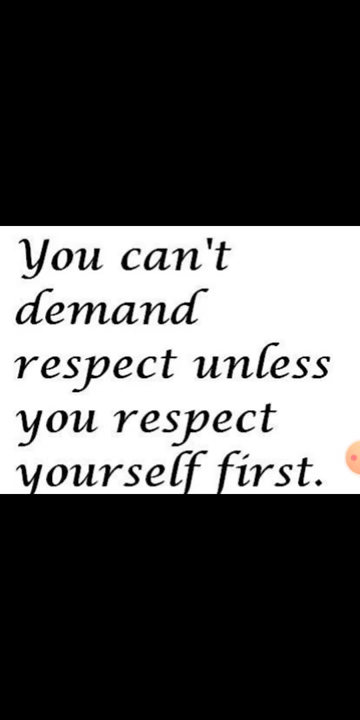 You can't
demand
respect unless
you respect
yourself first.